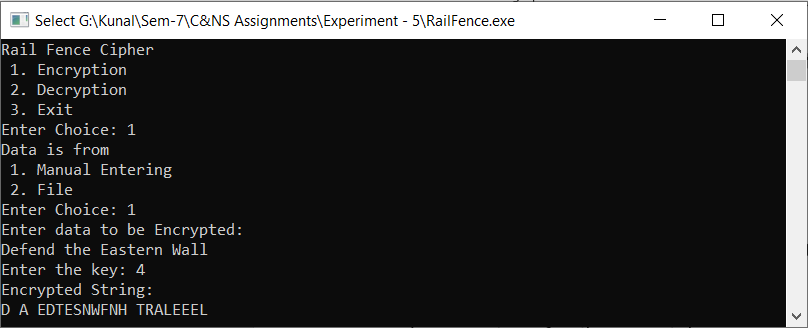 Select G:\Kunal\Sem-7\C&NS Assignments\Experiment - 5\RailFence.exe
Rail Fence Cipher
 1. Encryption
 2. Decryption
 3. Exit
Enter Choice: 1
Data is from
 1. Manual Entering
 2. File
Enter Choice: 1
Enter data to be Encrypted:
Defend the Eastern Wall
Enter the key: 4
Encrypted String:
D A EDTESNWFNH TRALEEEL